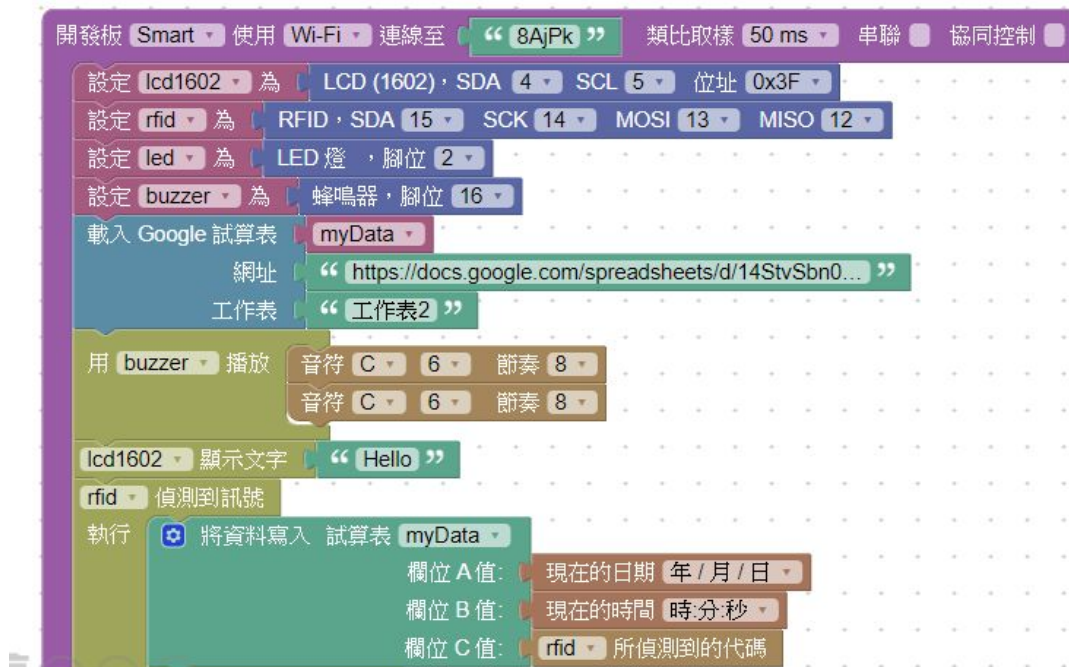 開發板 Smart 使用 Wi-Fi 連線至 “ 8AjPk ” 類比取樣 50 ms 串聯 協同控制
設定 lcd1602 為 LCD (1602)，SDA 4 SCL 5 位址 0x3F
設定 rfid 為 RFID，SDA 15 SCK 14 MOSI 13 MISO 12
設定 led 為 LED 燈 ，腳位 2
設定 buzzer 為 蜂鳴器，腳位 16
載入 Google 試算表 myData
網址 “ https://docs.google.com/spreadsheets/d/14StvSbn0... ”
工作表 “ 工作表2 ”
用 buzzer 播放 音符 C 6 節奏 8
音符 C 6 節奏 8
lcd1602 顯示文字 “ Hello ”
rfid 偵測到訊號
執行 將資料寫入 試算表 myData
欄位 A 值: 現在的日期 年 / 月 / 日
欄位 B 值: 現在的時間 時:分:秒
欄位 C 值: rfid 所偵測到的代碼